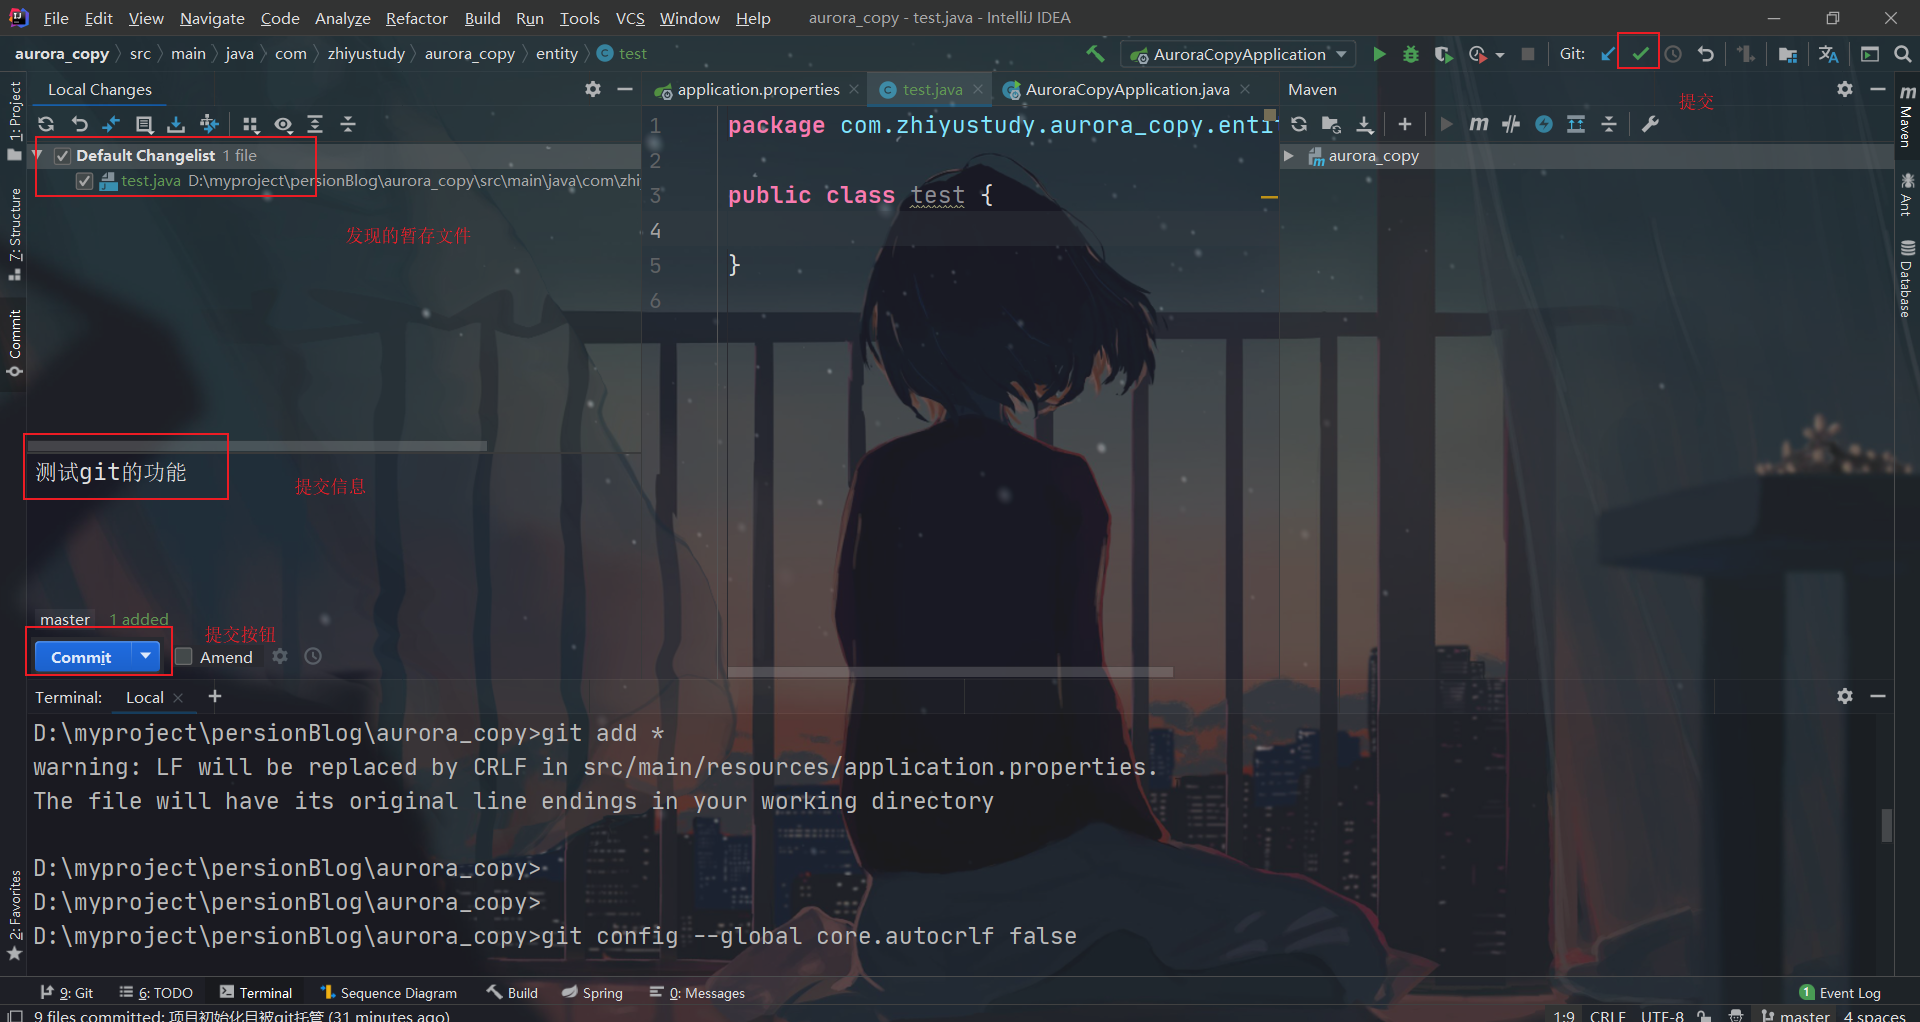 File Edit View Navigate Code Analyze Refactor Build Run Tools VCS Window Help aurora_copy - test.java - IntelliJ IDEA
aurora_copy src main java com zhiyustudy aurora_copy entity test AuroraCopyApplication Git:
提交
Local Changes
application.properties test.java AuroraCopyApplication.java
Maven
Default Changelist 1 file
test.java D:\myproject\persionBlog\aurora_copy\src\main\java\com\zhi
发现的暂存文件
测试git的功能
提交信息
master 1 added
提交按钮
Commit Amend
1 package com.zhiyustudy.aurora_copy.entit
2
3 public class test {
4
5 }
6
aurora_copy
1: Project
7: Structure
Commit
2: Favorites
Maven
Ant
Database
Terminal: Local
D:\myproject\persionBlog\aurora_copy>git add *
warning: LF will be replaced by CRLF in src/main/resources/application.properties.
The file will have its original line endings in your working directory
D:\myproject\persionBlog\aurora_copy>
D:\myproject\persionBlog\aurora_copy>
D:\myproject\persionBlog\aurora_copy>git config --global core.autocrlf false
9: Git 6: TODO Terminal Sequence Diagram Build Spring 0: Messages 1 Event Log
9 files committed: 项目初始化目被git托管 (31 minutes ago) 1:9 CRLF UTF-8 master 4 spaces